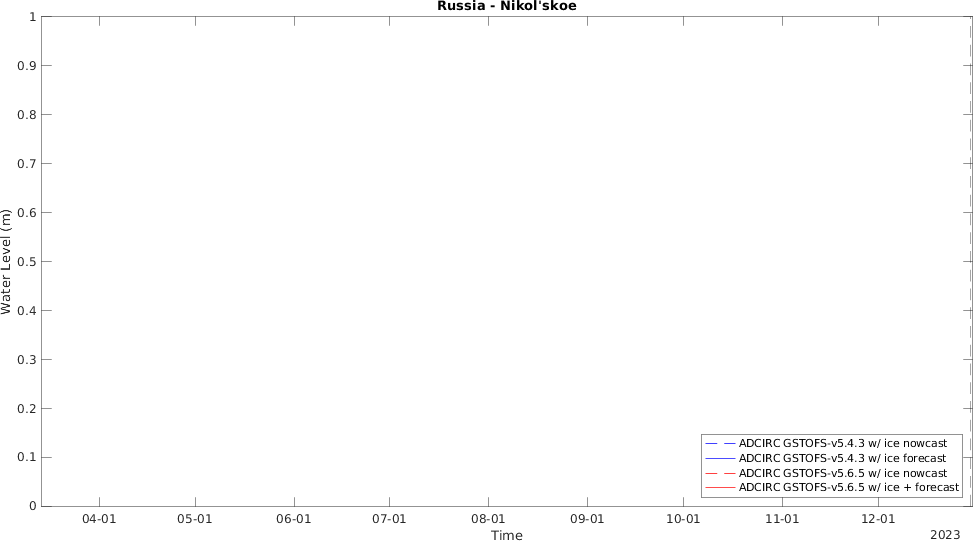 Russia - Nikol'skoe
1
0.9
0.8
0.7
0.6
0.5
0.4
0.3
0.2
0.1
0
Water Level (m)
ADCIRC GSTOFS-v5.4.3 w/ ice nowcast
ADCIRC GSTOFS-v5.4.3 w/ ice forecast
ADCIRC GSTOFS-v5.6.5 w/ ice nowcast
ADCIRC GSTOFS-v5.6.5 w/ ice + forecast
04-01 05-01 06-01 07-01 08-01 09-01 10-01 11-01 12-01
Time
2023